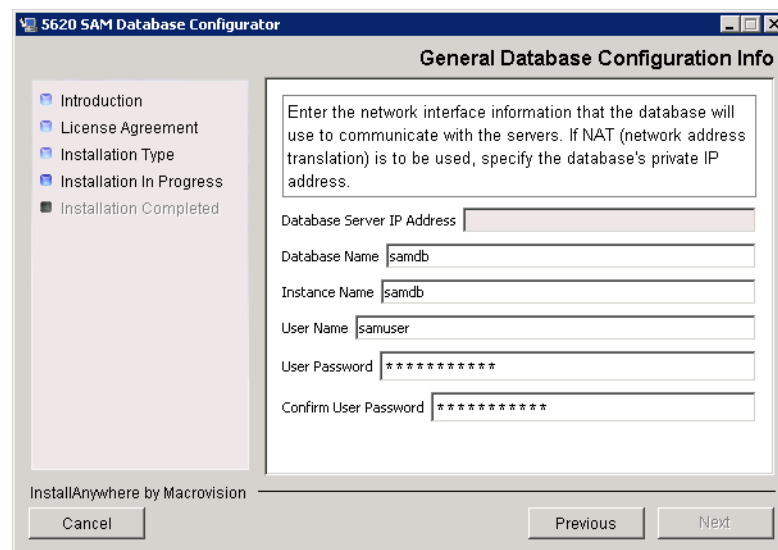 5620 SAM Database Configurator
General Database Configuration Info
Introduction
License Agreement
Installation Type
Installation In Progress
Installation Completed
Enter the network interface information that the database will
use to communicate with the servers. If NAT (network address
translation) is to be used, specify the database's private IP
address.
Database Server IP Address
Database Name samdb
Instance Name samdb
User Name samuser
User Password ***********
Confirm User Password ***********
InstallAnywhere by Macrovision
Cancel
Previous
Next